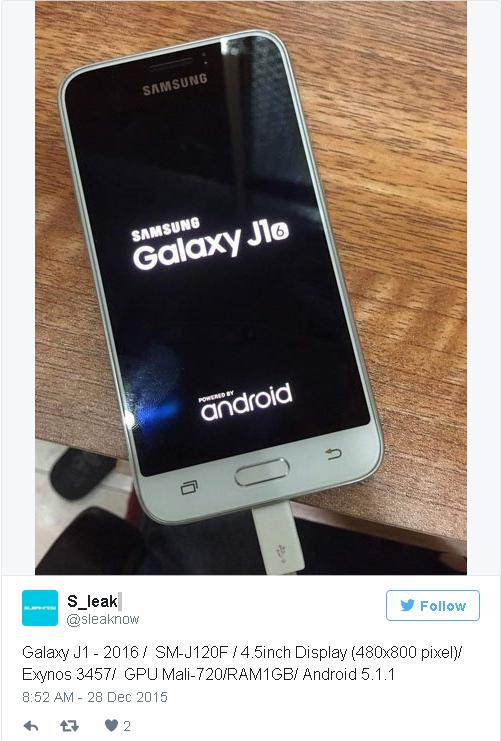 SAMSUNG
SAMSUNG
Galaxy J1 6
POWERED BY
android
S_leak
@sleaknow
Follow
Galaxy J1 - 2016 / SM-J120F / 4.5inch Display (480x800 pixel)/
Exynos 3457/ GPU Mali-720/RAM1GB/ Android 5.1.1
8:52 AM - 28 Dec 2015
2